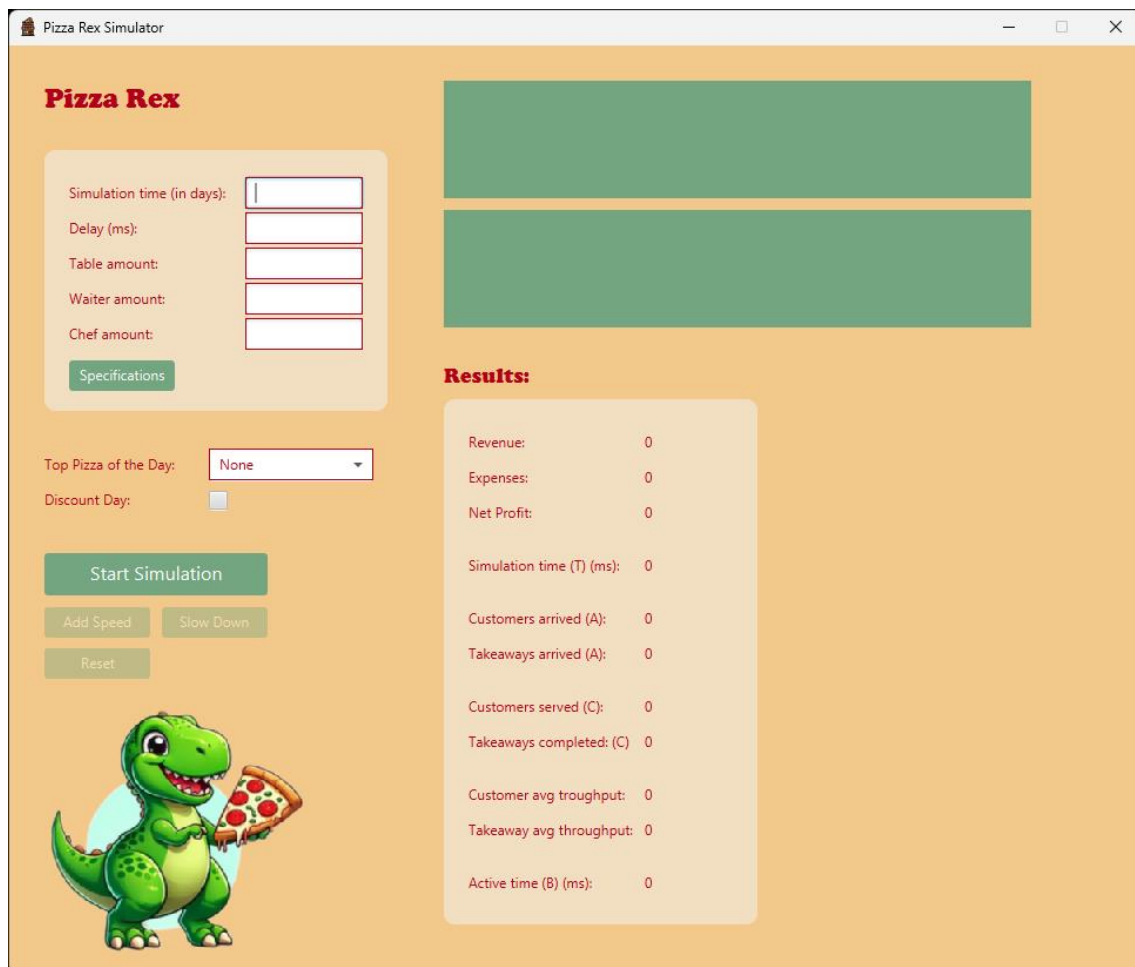 Pizza Rex Simulator
Pizza Rex
Simulation time (in days):
Delay (ms):
Table amount:
Waiter amount:
Chef amount:
Specifications
Top Pizza of the Day: None
Discount Day:
Start Simulation
Add Speed Slow Down
Reset
Results:
Revenue: 0
Expenses: 0
Net Profit: 0
Simulation time (T) (ms): 0
Customers arrived (A): 0
Takeaways arrived (A): 0
Customers served (C): 0
Takeaways completed: (C) 0
Customer avg troughput: 0
Takeaway avg throughput: 0
Active time (B) (ms): 0